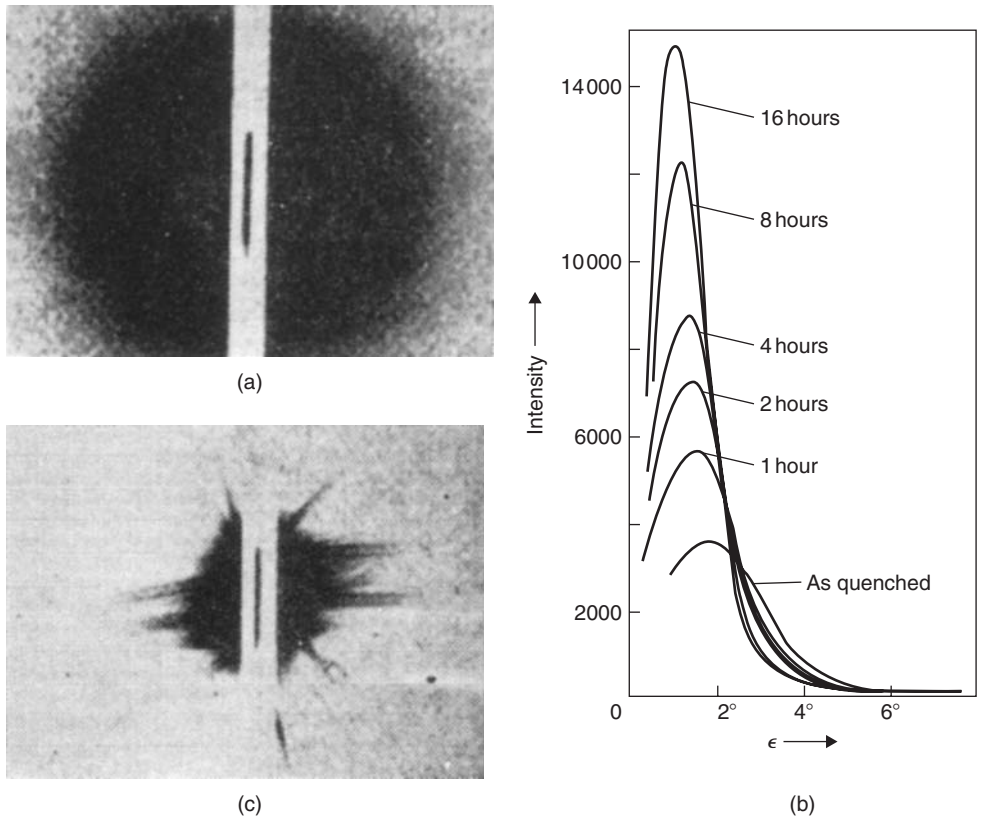 (a)
(c)
14000
10000
6000
2000
0
2°
4°
6°
Intensity
ϵ
16 hours
8 hours
4 hours
2 hours
1 hour
As quenched
(b)